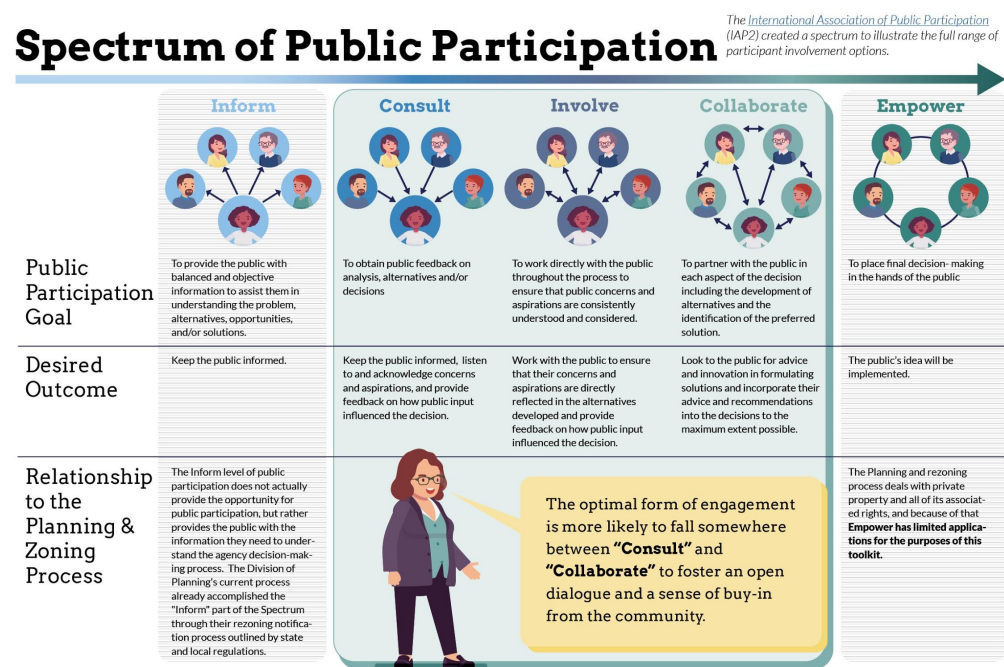 Spectrum of Public Participation
The International Association of Public Participation
(IAP2) created a spectrum to illustrate the full range of
participant involvement options.
Inform
Consult
Involve
Collaborate
Empower
Public
Participation
Goal
To provide the public with
balanced and objective
information to assist them in
understanding the problem,
alternatives, opportunities,
and/or solutions.
To obtain public feedback on
analysis, alternatives and/or
decisions
To work directly with the public
throughout the process to
ensure that public concerns and
aspirations are consistently
understood and considered.
To partner with the public in
each aspect of the decision
including the development of
alternatives and the
identification of the preferred
solution.
To place final decision- making
in the hands of the public
Desired
Outcome
Keep the public informed.
Keep the public informed, listen
to and acknowledge concerns
and aspirations, and provide
feedback on how public input
influenced the decision.
Work with the public to ensure
that their concerns and
aspirations are directly
reflected in the alternatives
developed and provide
feedback on how public input
influenced the decision.
Look to the public for advice
and innovation in formulating
solutions and incorporate their
advice and recommendations
into the decisions to the
maximum extent possible.
The public's idea will be
implemented.
Relationship
to the
Planning &
Zoning
Process
The Inform level of public
participation does not actually
provide the opportunity for
public participation, but rather
provides the public with the
information they need to under-
stand the agency decision-mak-
ing process. The Division of
Planning's current process
already accomplished the
"Inform" part of the Spectrum
through their rezoning notifica-
tion process outlined by state
and local regulations.
The optimal form of engagement
is more likely to fall somewhere
between "Consult" and
"Collaborate" to foster an open
dialogue and a sense of buy-in
from the community.
The Planning and rezoning
process deals with private
property and all of its associat-
ed rights, and because of that
Empower has limited applica-
tions for the purposes of this
toolkit.